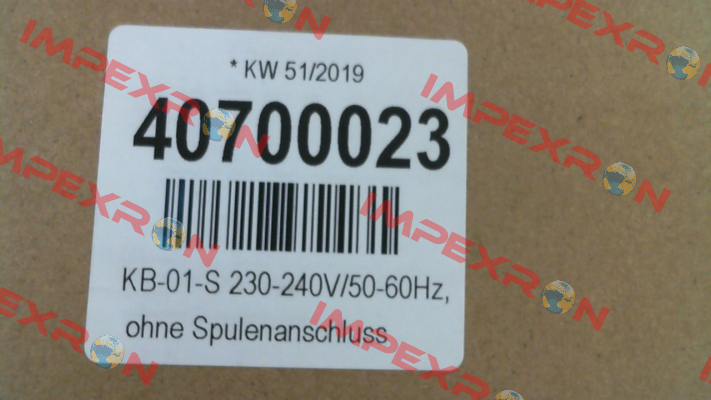 * KW 51/2019
40700023
KB-01-S 230-240V/50-60Hz,
ohne Spulenanschluss
IMPEXRON
IMPEXRON
IMPEXRON
IMPEXRON
IMPEXRON
IMPEXRON